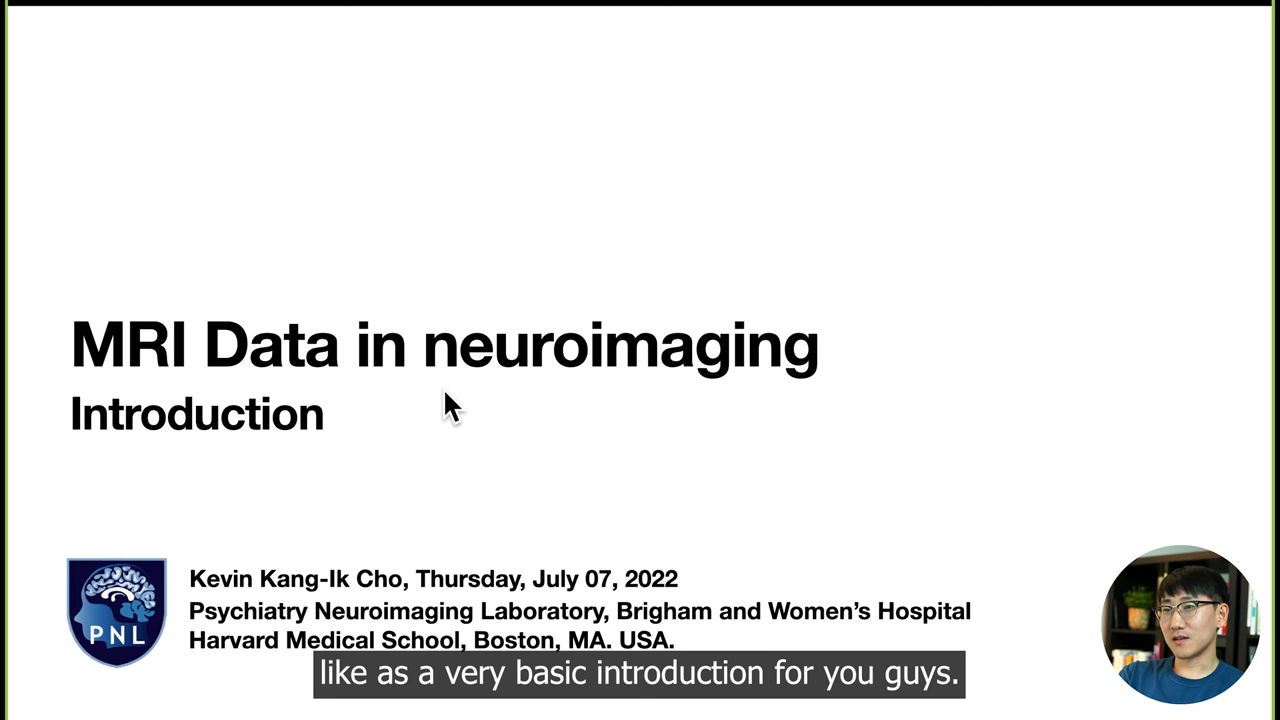 MRI Data in neuroimaging
Introduction
PNL
Kevin Kang-Ik Cho, Thursday, July 07, 2022
Psychiatry Neuroimaging Laboratory, Brigham and Women’s Hospital
Harvard Medical School, Boston, MA. USA.
like as a very basic introduction for you guys.